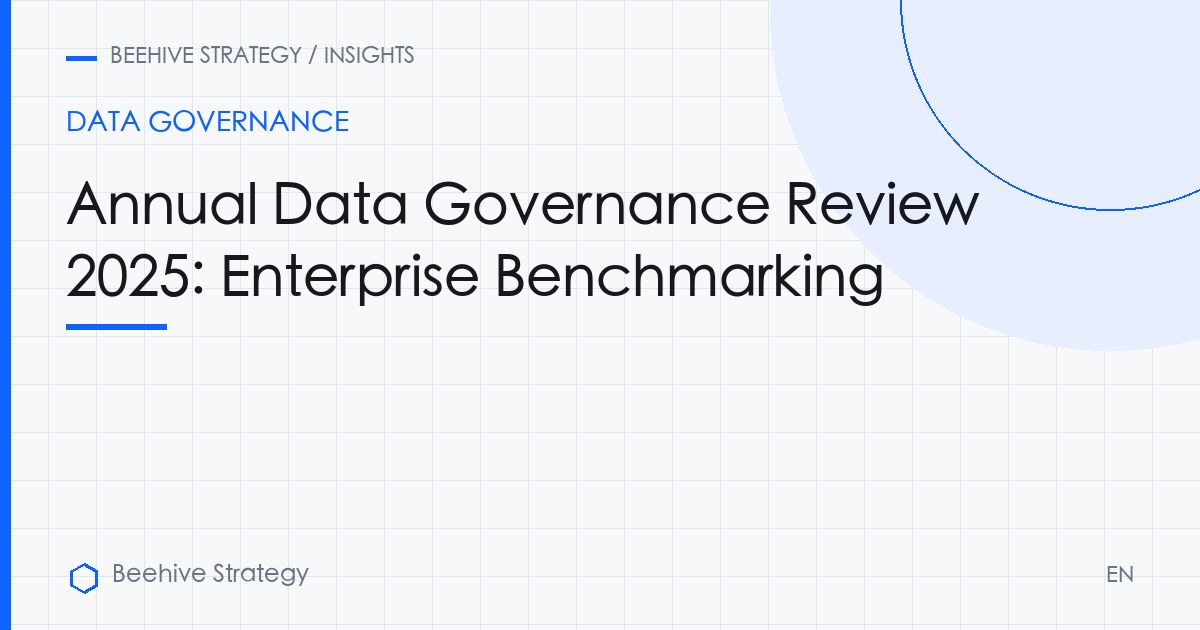 BEEHIVE STRATEGY / INSIGHTS
DATA GOVERNANCE
Annual Data Governance Review
2025: Enterprise Benchmarking
Beehive Strategy
EN